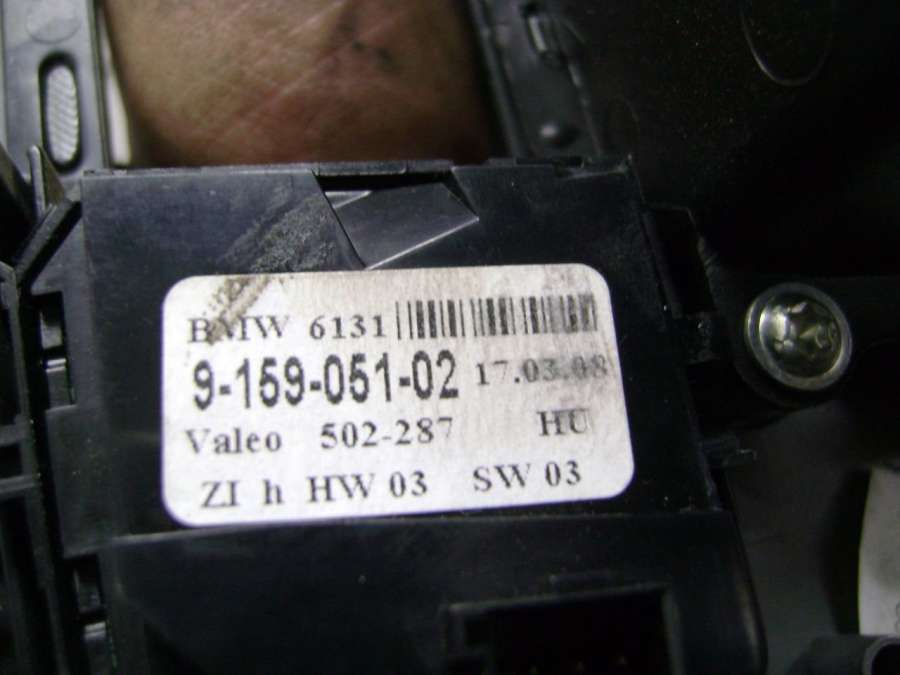 BMW 6131
9-159-051-02 17.03.08
Valeo 502-287 HU
ZI h HW 03 SW 03